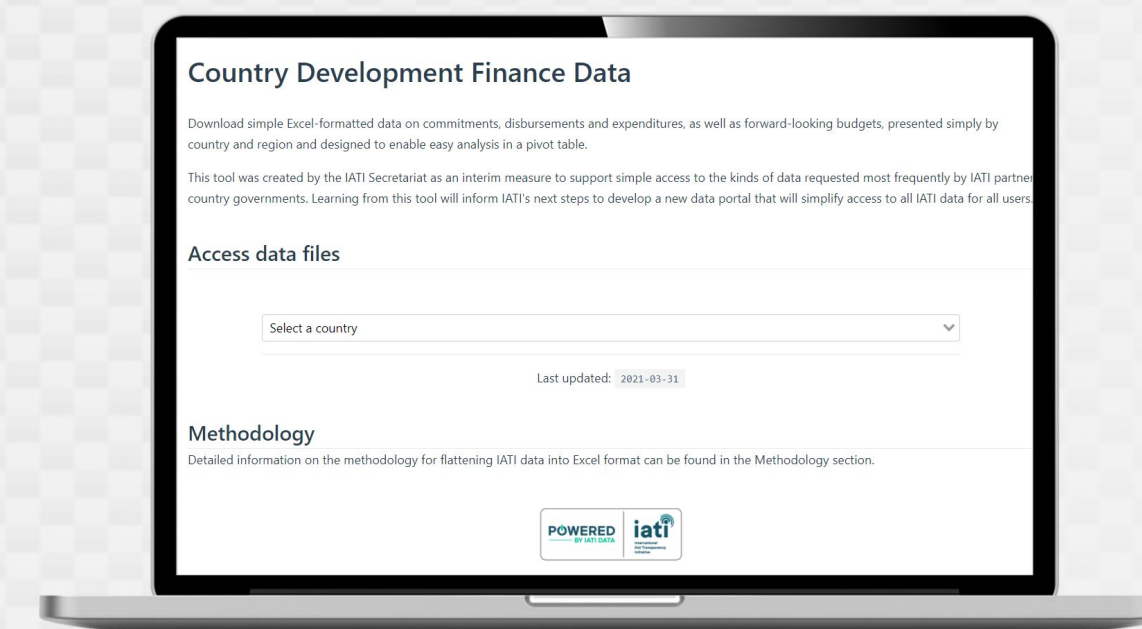 Country Development Finance Data
Download simple Excel-formatted data on commitments, disbursements and expenditures, as well as forward-looking budgets, presented simply by
country and region and designed to enable easy analysis in a pivot table.
This tool was created by the IATI Secretariat as an interim measure to support simple access to the kinds of data requested most frequently by IATI partner
country governments. Learning from this tool will inform IATI's next steps to develop a new data portal that will simplify access to all IATI data for all users.
Access data files
Select a country
Last updated: 2021-03-31
Methodology
Detailed information on the methodology for flattening IATI data into Excel format can be found in the Methodology section.
POWERED
BY IATI DATA
iati
International
Aid Transparency
Initiative